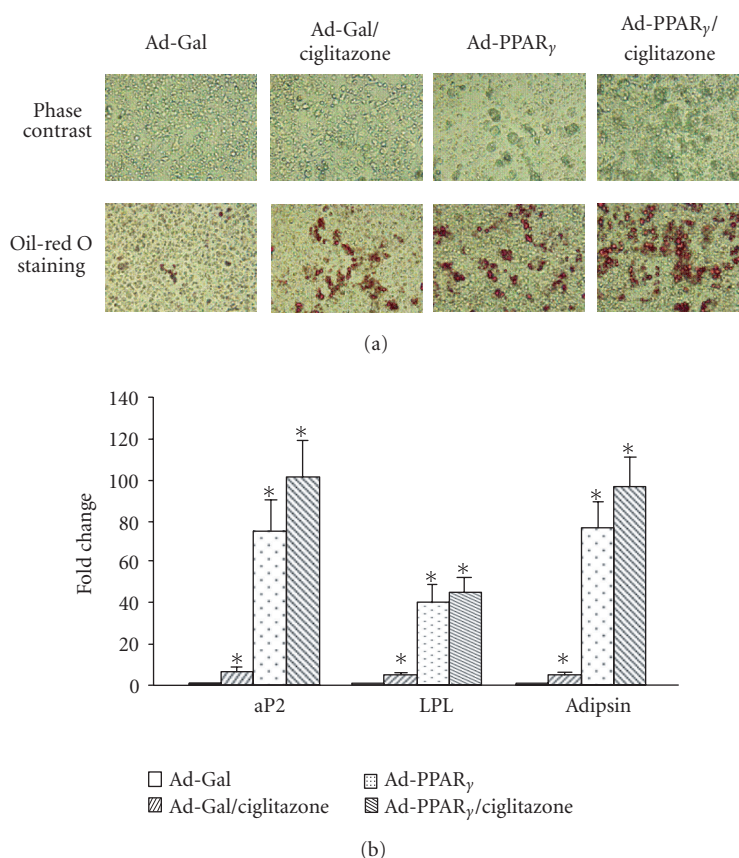 Ad-Gal
Ad-Gal/
ciglitazone
Ad-PPARγ
Ad-PPARγ/
ciglitazone
Phase
contrast
Oil-red O
staining
(a)
Fold change
140
120
100
80
60
40
20
0
*
*
*
*
*
*
*
*
*
aP2
LPL
Adipsin
Ad-Gal
Ad-PPARγ
Ad-Gal/ciglitazone
Ad-PPARγ/ciglitazone
(b)